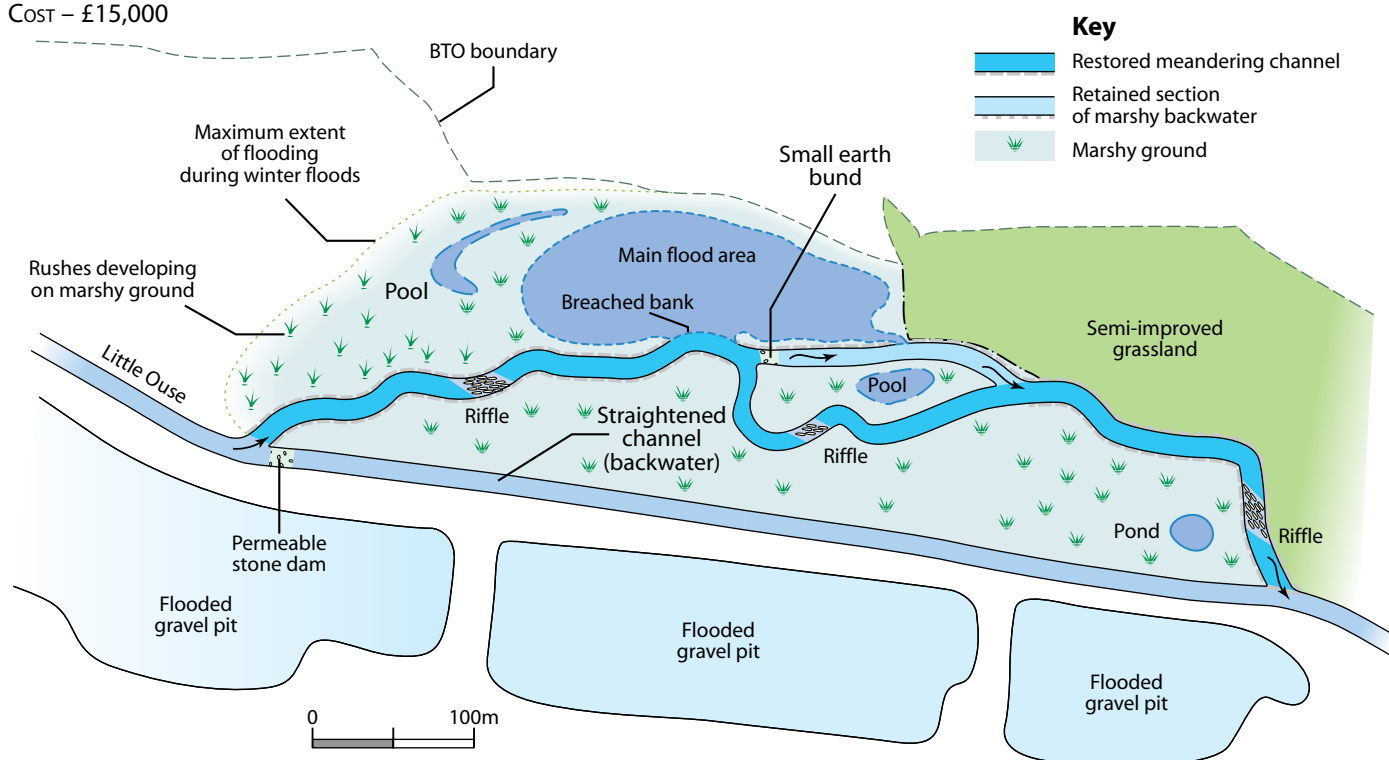 COST – £15,000
Key
Restored meandering channel
Retained section
of marshy backwater
Marshy ground
BTO boundary
Maximum extent
of flooding
during winter floods
Small earth
bund
Rushes developing
on marshy ground
Pool
Main flood area
Breached bank
Semi-improved
grassland
Little Ouse
Pool
Riffle
Straightened
channel
(backwater)
Riffle
Pond
Riffle
Permeable
stone dam
Flooded
gravel pit
Flooded
gravel pit
Flooded
gravel pit
0
100m